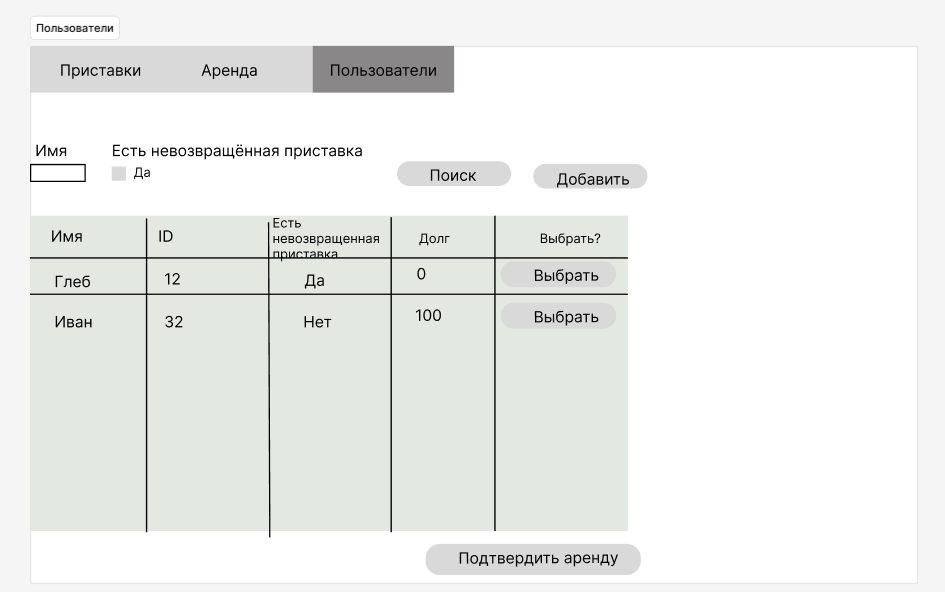 Пользователи
Приставки Аренда Пользователи
Имя Есть невозвращённая приставка
Да
Поиск Добавить
Имя ID Есть невозвращенная приставка Долг Выбрать?
Глеб 12 Да 0 Выбрать
Иван 32 Нет 100 Выбрать
Подтвердить аренду